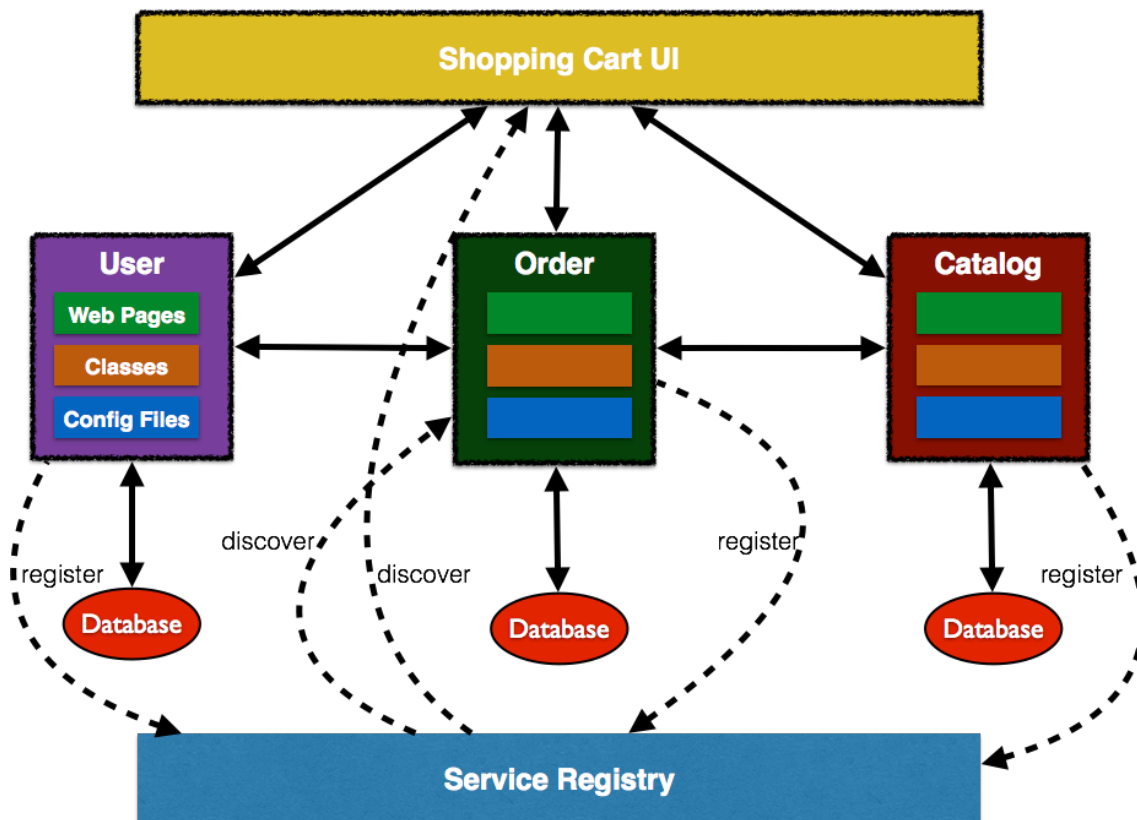 Shopping Cart UI
User
Order
Catalog
Web Pages
Classes
Config Files
discover
register
register
discover
register
Database
Database
Database
Service Registry